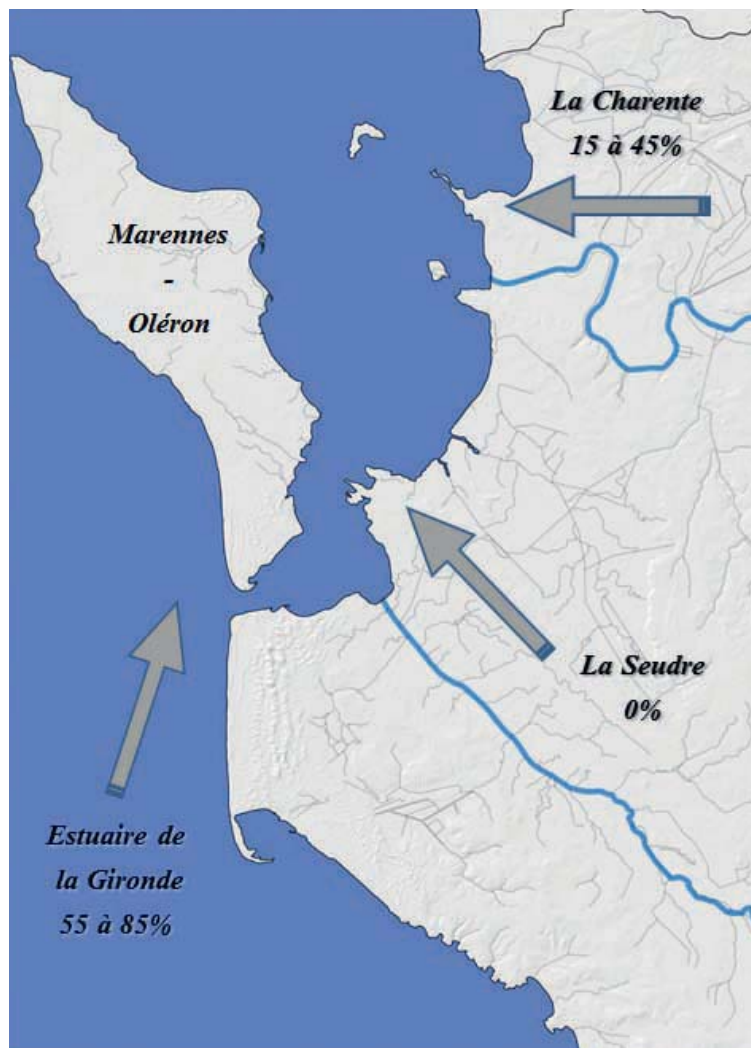 La Charente
15 à 45%
Marennes
-
Oléron
La Seudre
0%
Estuaire de
la Gironde
55 à 85%